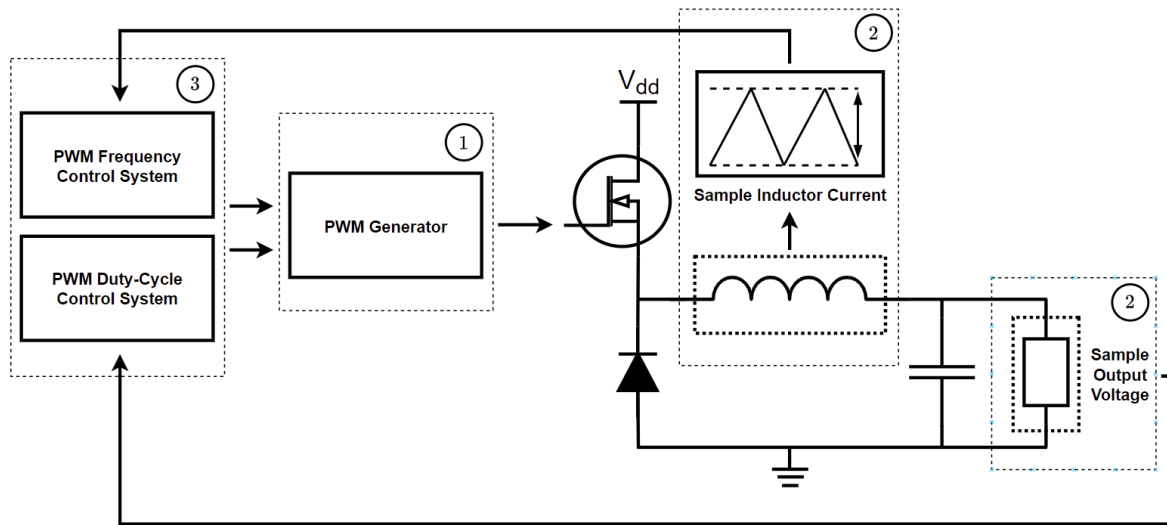 2
3
PWM Frequency
Control System
1
V_dd
Sample Inductor Current
PWM Generator
PWM Duty-Cycle
Control System
2
Sample
Output
Voltage